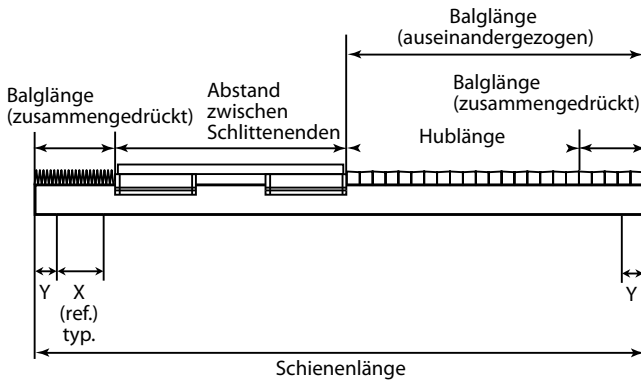 Balglänge
(auseinandergezogen)
Balglänge
(zusammengedrückt)
Abstand
zwischen
Schlittenenden
Balglänge
(zusammengedrückt)
Hublänge
Y
X
(ref.)
typ.
Y
Schienenlänge